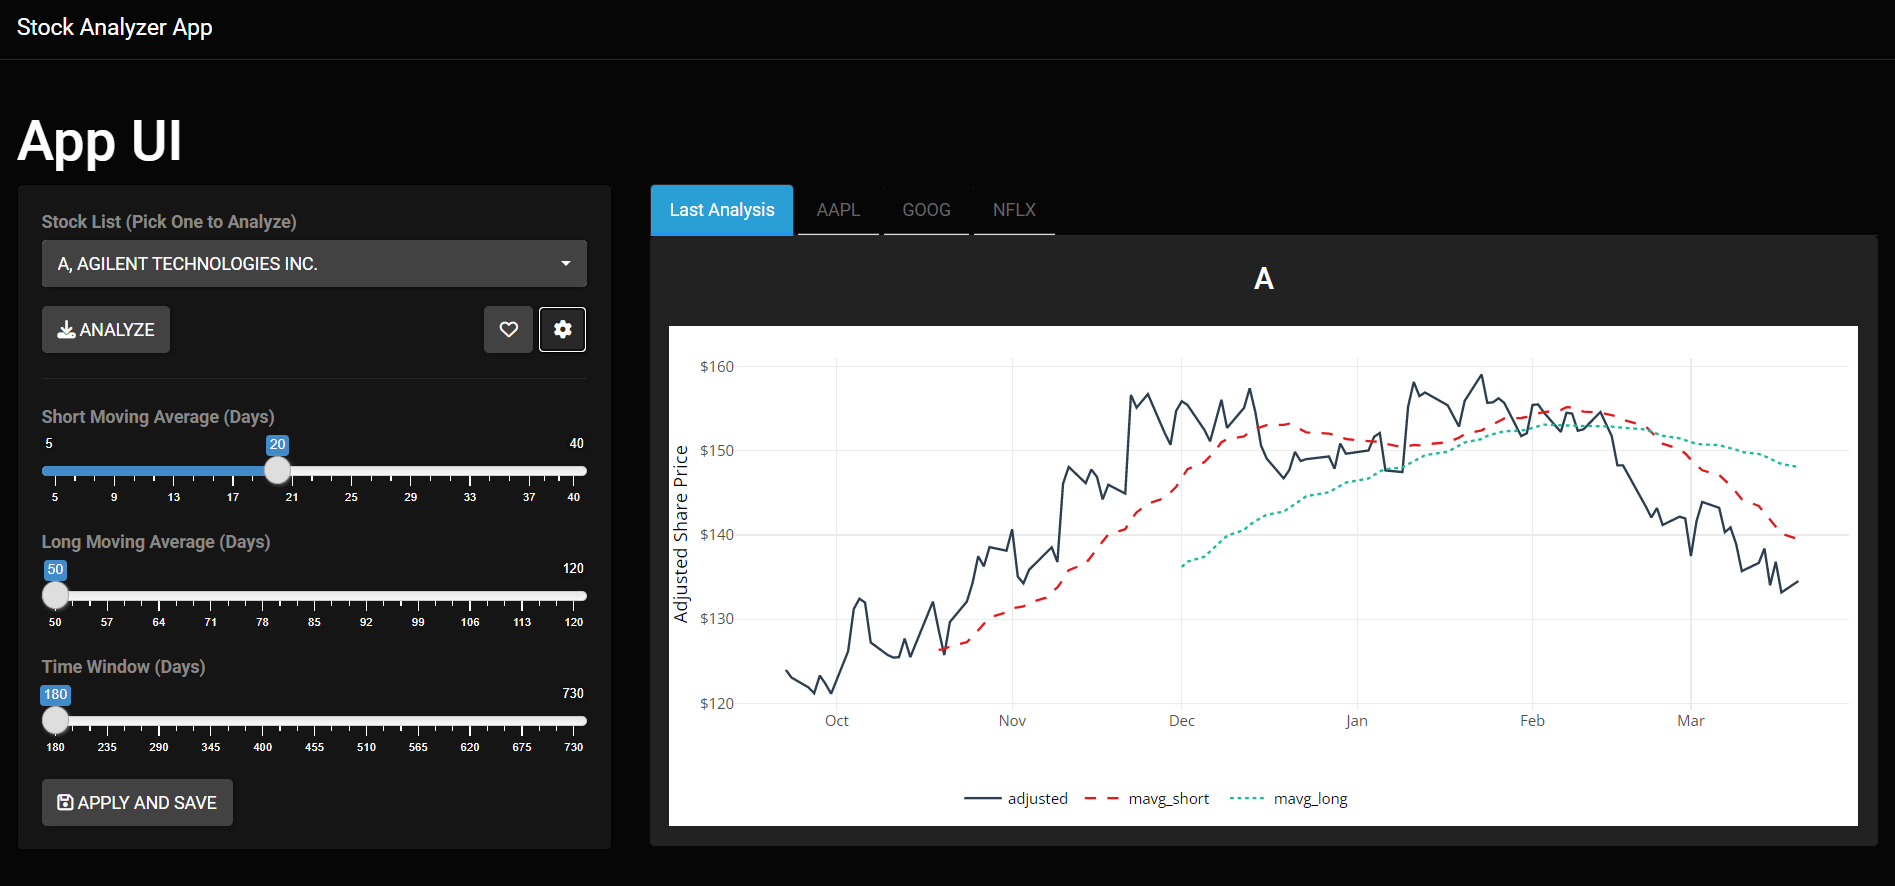 Stock Analyzer App
App UI
Stock List (Pick One to Analyze)
A, AGILENT TECHNOLOGIES INC.
ANALYZE
Short Moving Average (Days)
5 20 40
5 9 13 17 21 25 29 33 37 40
Long Moving Average (Days)
50 120
50 57 64 71 78 85 92 99 106 113 120
Time Window (Days)
180 730
180 235 290 345 400 455 510 565 620 675 730
APPLY AND SAVE
Last Analysis AAPL GOOG NFLX
A
Adjusted Share Price
$160
$150
$140
$130
$120
Oct Nov Dec Jan Feb Mar
adjusted mavg_short mavg_long